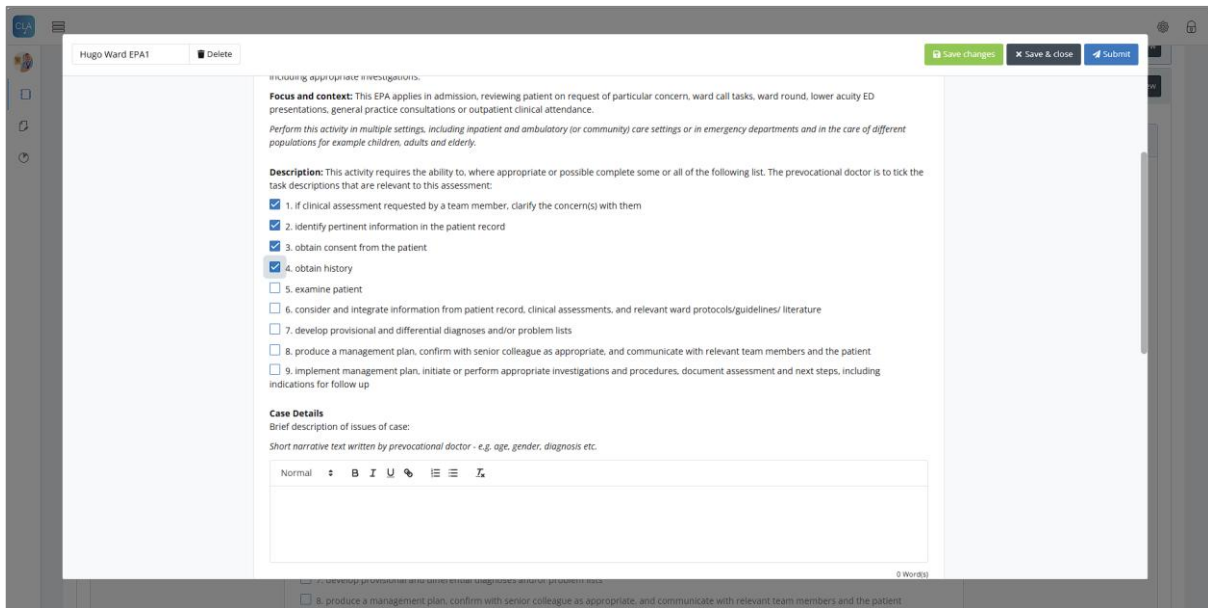 CLA
Hugo Ward EPA1
Delete
Save changes
Save & close
Submit
including appropriate investigations.
Focus and context: This EPA applies in admission, reviewing patient on request of particular concern, ward call tasks, ward round, lower acuity ED
presentations, general practice consultations or outpatient clinical attendance.
Perform this activity in multiple settings, including inpatient and ambulatory (or community) care settings or in emergency departments and in the care of different
populations for example children, adults and elderly.
Description: This activity requires the ability to, where appropriate or possible complete some or all of the following list. The prevocational doctor is to tick the
task descriptions that are relevant to this assessment:
1. if clinical assessment requested by a team member, clarify the concern(s) with them
2. identify pertinent information in the patient record
3. obtain consent from the patient
4. obtain history
5. examine patient
6. consider and integrate information from patient record, clinical assessments, and relevant ward protocols/guidelines/ literature
7. develop provisional and differential diagnoses and/or problem lists
8. produce a management plan, confirm with senior colleague as appropriate, and communicate with relevant team members and the patient
9. implement management plan, initiate or perform appropriate investigations and procedures, document assessment and next steps, including
indications for follow up
Case Details
Brief description of issues of case:
Short narrative text written by prevocational doctor - e.g. age, gender, diagnosis etc.
Normal
B I U
0 Word(s)
7. develop provisional and differential diagnoses and/or problem lists
8. produce a management plan, confirm with senior colleague as appropriate, and communicate with relevant team members and the patient